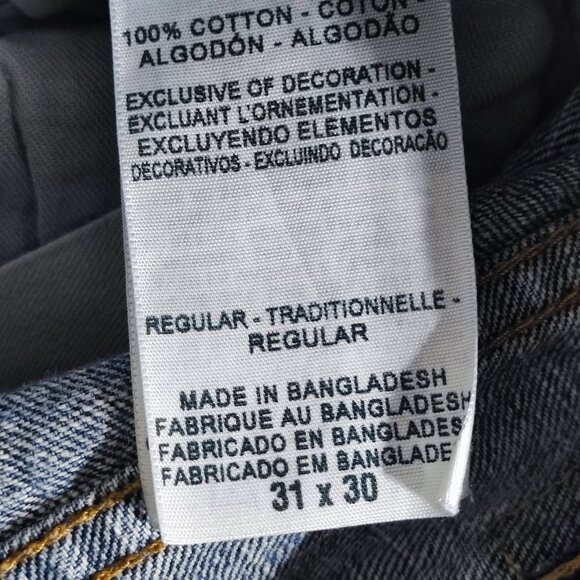 100% COTTON - COTON -
ALGODÓN - ALGODÃO
EXCLUSIVE OF DECORATION -
EXCLUANT L'ORNEMENTATION -
EXCLUYENDO ELEMENTOS
DECORATIVOS - EXCLUINDO DECORAÇÃO
REGULAR - TRADITIONNELLE -
REGULAR
MADE IN BANGLADESH
FABRIQUE AU BANGLADESH
FABRICADO EN BANGLADES
FABRICADO EM BANGLADE
31 x 30